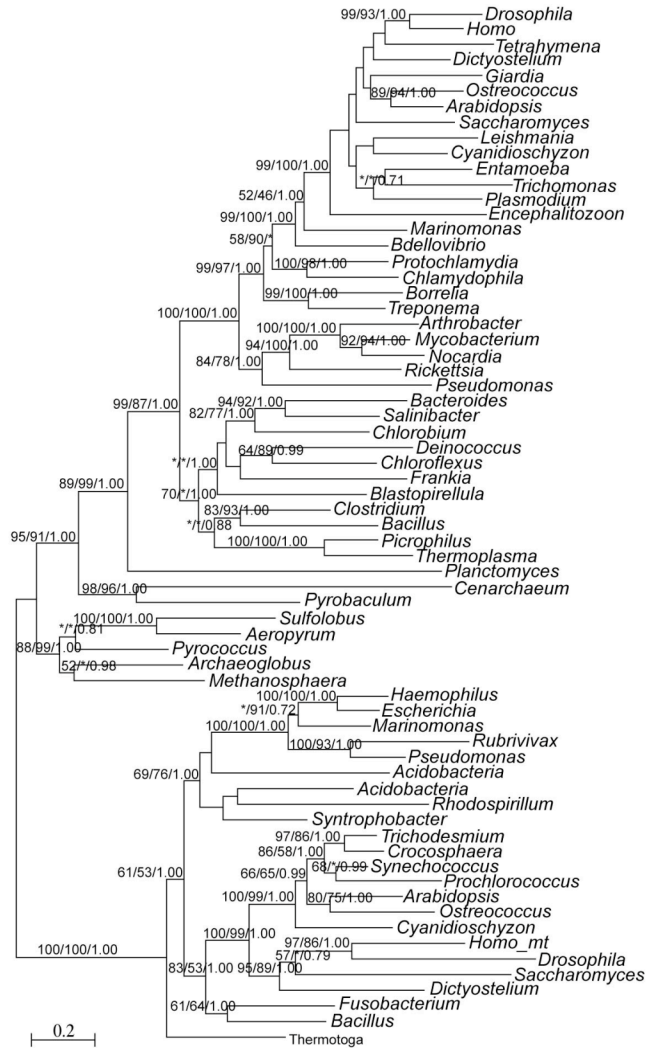 99/93/1.00 Drosophila
Homo
Tetrahymena
Dictyostelium
Giardia
89/94/1.00 Ostreococcus
Arabidopsis
Saccharomyces
Leishmania
99/100/1.00 Cyanidioschyzon
Entamoeba
*/*/0.71 Trichomonas
52/46/1.00 Plasmodium
99/100/1.00 Encephalitozoon
Marinomonas
58/90/* Bdellovibrio
99/97/1.00 100/98/1.00 Protochlamydia
Chlamydophila
99/100/1.00 Borrelia
Treponema
100/100/1.00 100/100/1.00 Arthrobacter
92/94/1.00 Mycobacterium
94/100/1.00 Nocardia
84/78/1.00 Rickettsia
Pseudomonas
94/92/1.00 Bacteroides
99/87/1.00 82/77/1.00 Salinibacter
Chlorobium
64/89/0.99 Deinococcus
*/*/1.00 Chloroflexus
89/99/1.00 Frankia
70/*/1.00 Blastopirellula
83/93/1.00 Clostridium
*/*/0.88 Bacillus
95/91/1.00 100/100/1.00 Picrophilus
Thermoplasma
Planctomyces
98/96/1.00 Cenarchaeum
Pyrobaculum
100/100/1.00 Sulfolobus
*/*/0.81 Aeropyrum
88/99/1.00 Pyrococcus
52/*/0.98 Archaeoglobus
Methanosphaera
100/100/1.00 Haemophilus
*/91/0.72 Escherichia
100/100/1.00 Marinomonas
100/93/1.00 Rubrivivax
Pseudomonas
69/76/1.00 Acidobacteria
Acidobacteria
Rhodospirillum
Syntrophobacter
97/86/1.00 Trichodesmium
86/58/1.00 Crocosphaera
61/53/1.00 66/65/0.99 68/*/0.99 Synechococcus
Prochlorococcus
100/99/1.00 80/75/1.00 Arabidopsis
Ostreococcus
100/99/1.00 Cyanidioschyzon
97/86/1.00 Homo_mt
100/100/1.00 57/*/0.79 Drosophila
83/53/1.00 95/89/1.00 Saccharomyces
Dictyostelium
61/64/1.00 Fusobacterium
Bacillus
0.2 Thermotoga